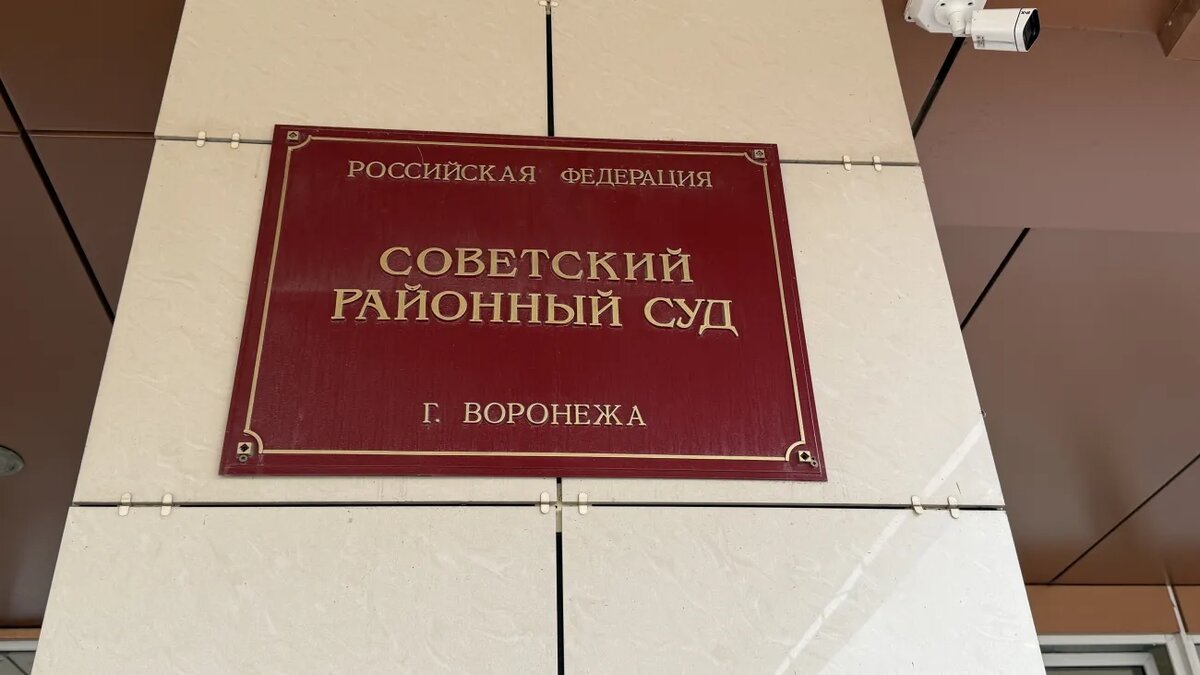 РОССИЙСКАЯ ФЕДЕРАЦИЯ
СОВЕТСКИЙ
РАЙОННЫЙ СУД
Г. ВОРОНЕЖА